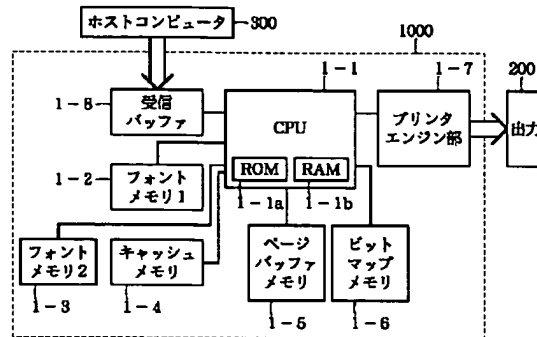 ホストコンピュータ
300
1000
1-1
1-7
200
1-8
受信
バッファ
CPU
プリンタ
エンジン部
出力
ROM
RAM
1-2
フォント
メモリ1
1-1a
1-1b
フォント
メモリ2
キャッシュ
メモリ
ページ
バッファ
メモリ
ビット
マップ
メモリ
1-3
1-4
1-5
1-6